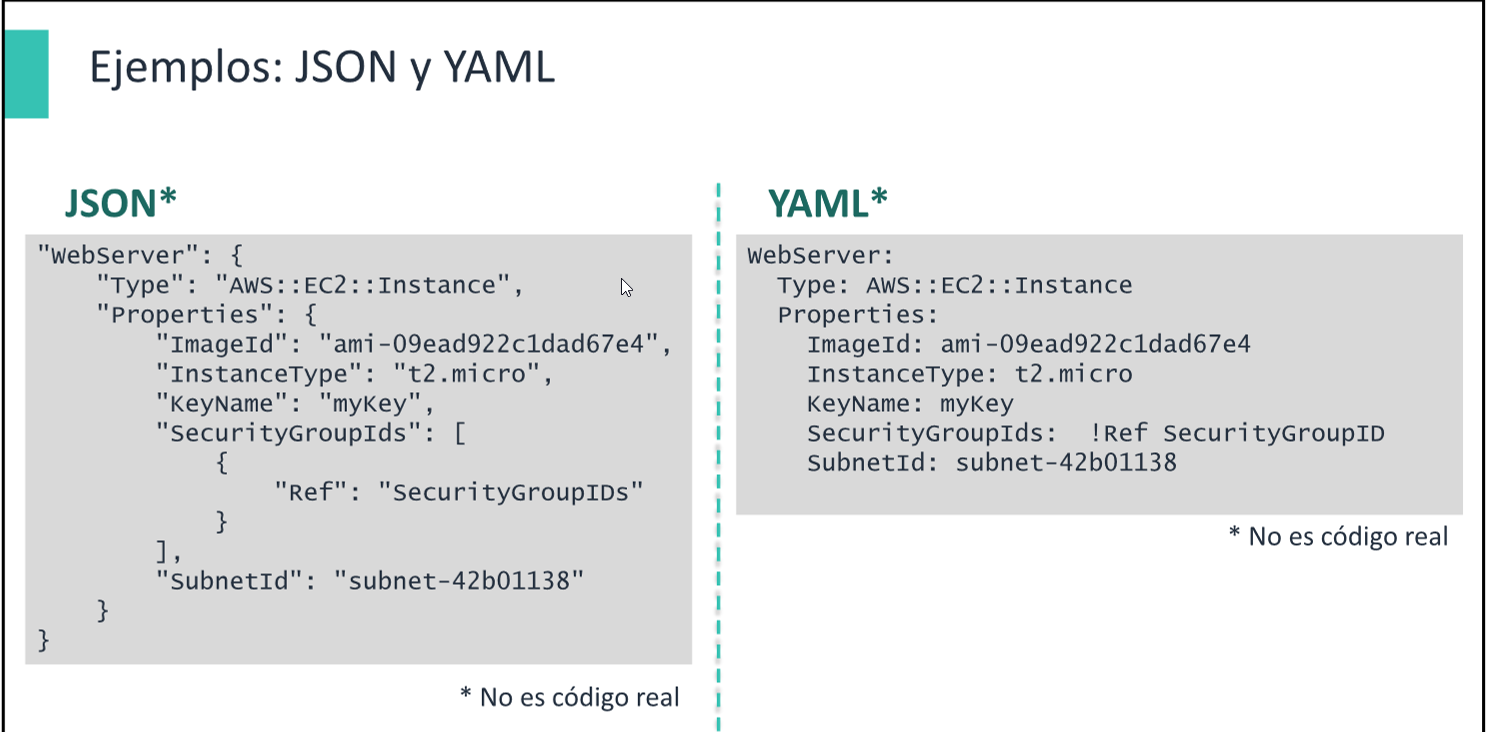 Ejemplos: JSON y YAML
JSON*
"WebServer": {
    "Type": "AWS::EC2::Instance",
    "Properties": {
        "ImageId": "ami-09ead922c1dad67e4",
        "InstanceType": "t2.micro",
        "KeyName": "myKey",
        "SecurityGroupIds": [
            {
                "Ref": "SecurityGroupIDs"
            }
        ],
        "SubnetId": "subnet-42b01138"
    }
}
* No es código real
YAML*
WebServer:
  Type: AWS::EC2::Instance
  Properties:
    ImageId: ami-09ead922c1dad67e4
    InstanceType: t2.micro
    KeyName: myKey
    SecurityGroupIds:  !Ref SecurityGroupID
    SubnetId: subnet-42b01138
* No es código real